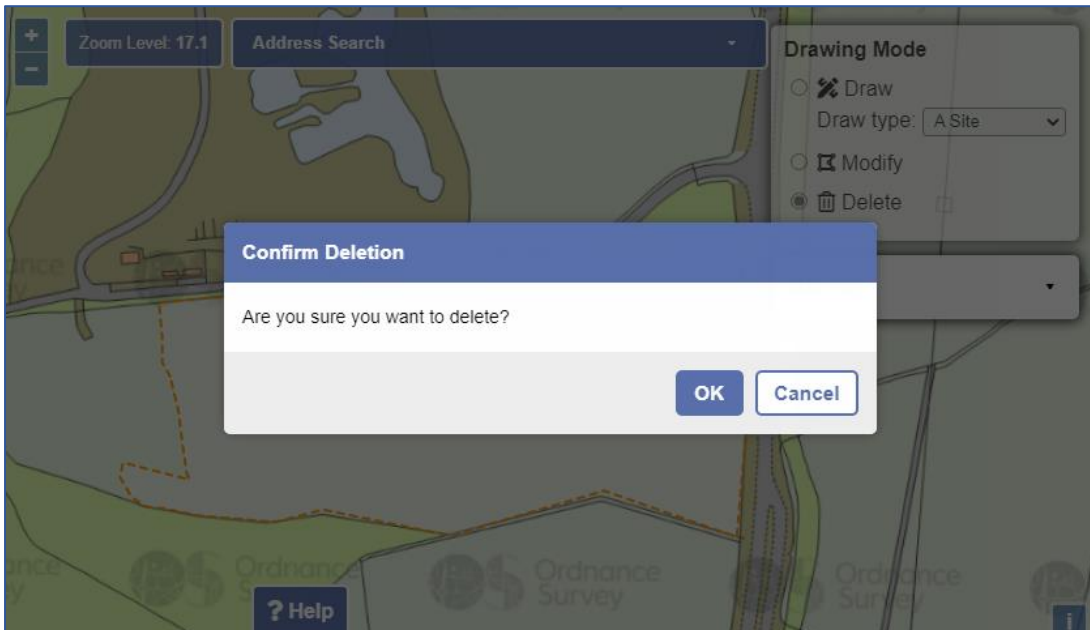 +
−
Zoom Level: 17.1
Address Search
Drawing Mode
Draw
Draw type: A Site
Modify
Delete
Confirm Deletion
Are you sure you want to delete?
OK
Cancel
Ordnance
Survey
Ordnance
Survey
Ordnance
Survey
? Help
i